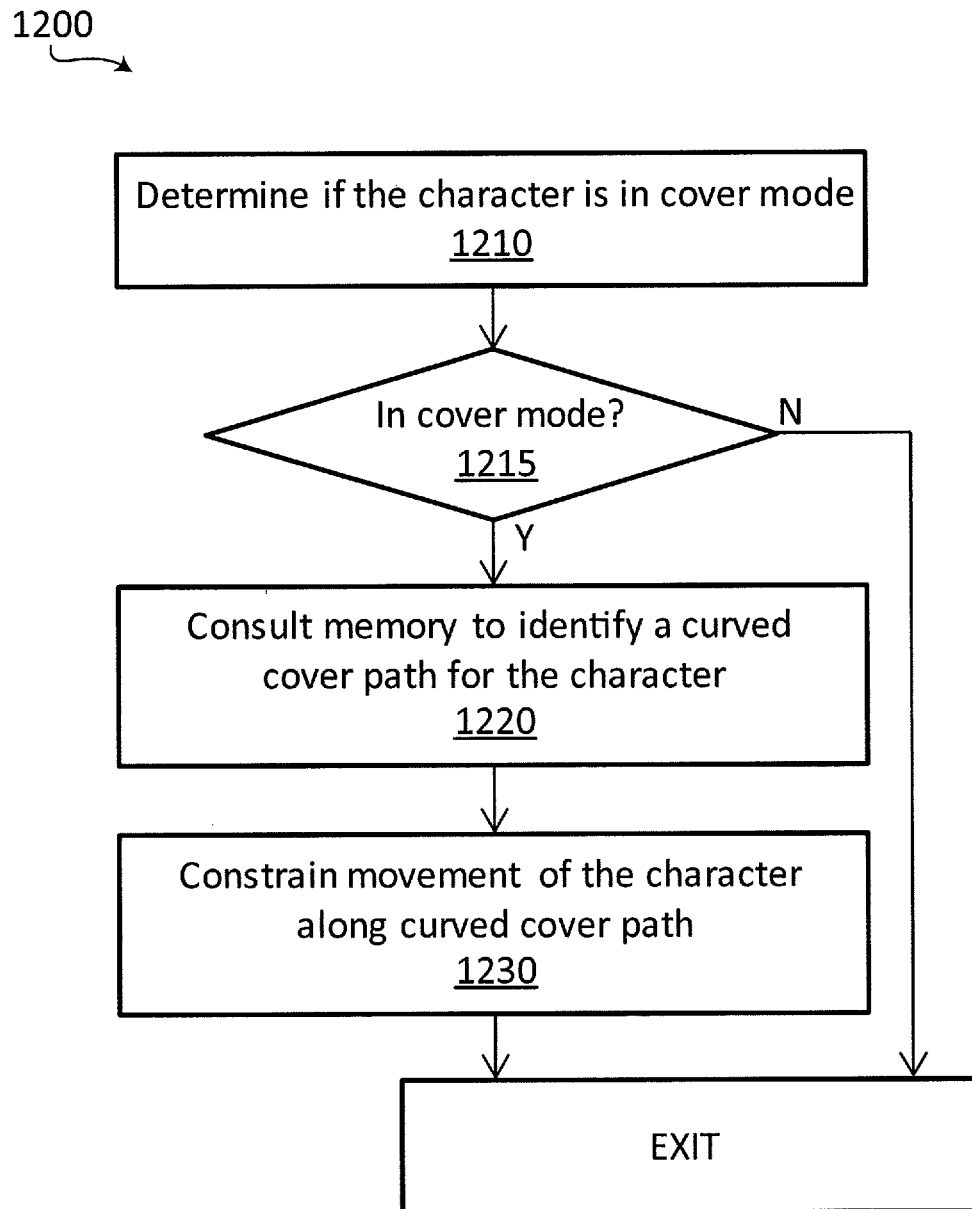 1200
Determine if the character is in cover mode
1210
In cover mode?
1215
N
Y
Consult memory to identify a curved
cover path for the character
1220
Constrain movement of the character
along curved cover path
1230
EXIT